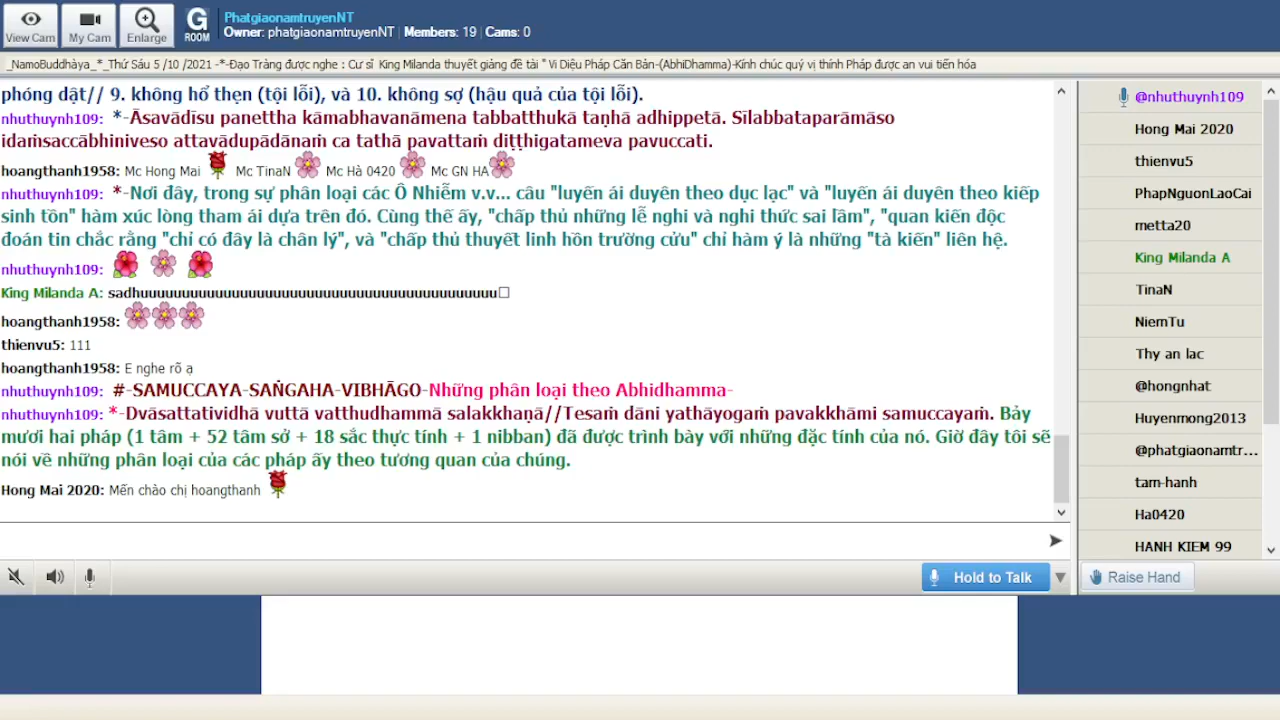 View Cam
My Cam
Enlarge
G
ROOM
PhatgiaonamtruyenNT
Owner: phatgiaonamtruyenNT | Members: 19 | Cams: 0
_NamoBuddhàya_*_Thứ Sáu 5 /10 /2021 -*-Đạo Tràng được nghe : Cư sĩ King Milanda thuyết giảng đề tài " Vi Diệu Pháp Căn Bản-(AbhiDhamma)-Kính chúc quý vị thính Pháp được an vui tiến hóa
phóng dật// 9. không hổ thẹn (tội lỗi), và 10. không sợ (hậu quả của tội lỗi).
nhuthuynh109: *-Āsavādīsu panettha kāmabhavanāmena tabbatthukā taṇhā adhippetā. Sīlabbataparāmāso
idaṁsaccābhiniveso attavādupādānaṁ ca tathā pavattaṁ diṭṭhigatameva pavuccati.
hoangthanh1958: Mc Hong Mai Mc TinaN Mc Hà 0420 Mc GN HA
nhuthuynh109: *-Nơi đây, trong sự phân loại các Ô Nhiễm v.v... câu "luyến ái duyên theo dục lạc" và "luyến ái duyên theo kiếp
sinh tồn" hàm xúc lòng tham ái dựa trên đó. Cùng thế ấy, "chấp thủ những lễ nghi và nghi thức sai lầm", "quan kiến độc
đoán tin chắc rằng "chỉ có đây là chân lý", và "chấp thủ thuyết linh hồn trường cửu" chỉ hàm ý là những "tà kiến" liên hệ.
nhuthuynh109:
King Milanda A: sadhuuuuuuuuuuuuuuuuuuuuuuuuuuuuuuuuuuuuuuuuu
hoangthanh1958:
thienvu5: 111
hoangthanh1958: E nghe rõ ạ
nhuthuynh109: #-SAMUCCAYA-SAṄGAHA-VIBHĀGO-Những phân loại theo Abhidhamma-
nhuthuynh109: *-Dvāsattatividhā vuttā vatthudhammā salakkhaṇā//Tesaṁ dāni yathāyogaṁ pavakkhāmi samuccayaṁ. Bảy
mươi hai pháp (1 tâm + 52 tâm sở + 18 sắc thực tính + 1 nibban) đã được trình bày với những đặc tính của nó. Giờ đây tôi sẽ
nói về những phân loại của các pháp ấy theo tương quan của chúng.
Hong Mai 2020: Mến chào chị hoangthanh
@nhuthuynh109
Hong Mai 2020
thienvu5
PhapNguonLaoCai
metta20
King Milanda A
TinaN
NiemTu
Thy an lac
@hongnhat
Huyenmong2013
@phatgiaonamtr...
tam-hanh
Ha0420
HANH KIEM 99
Hold to Talk
Raise Hand